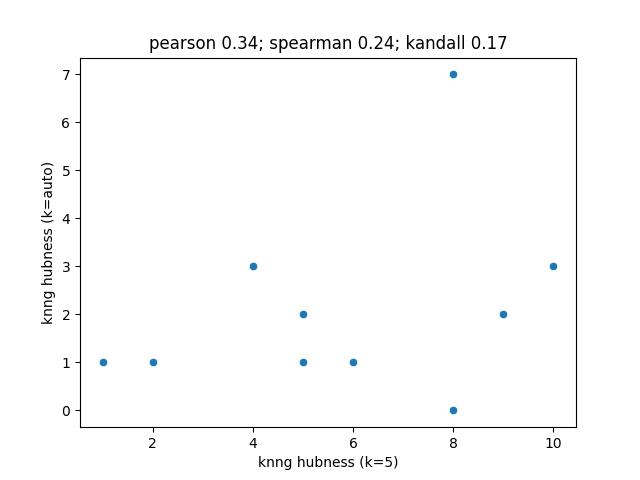 pearson 0.34; spearman 0.24; kandall 0.17
7
6
5
4
3
2
1
0
knng hubness (k=auto)
2 4 6 8 10
knng hubness (k=5)